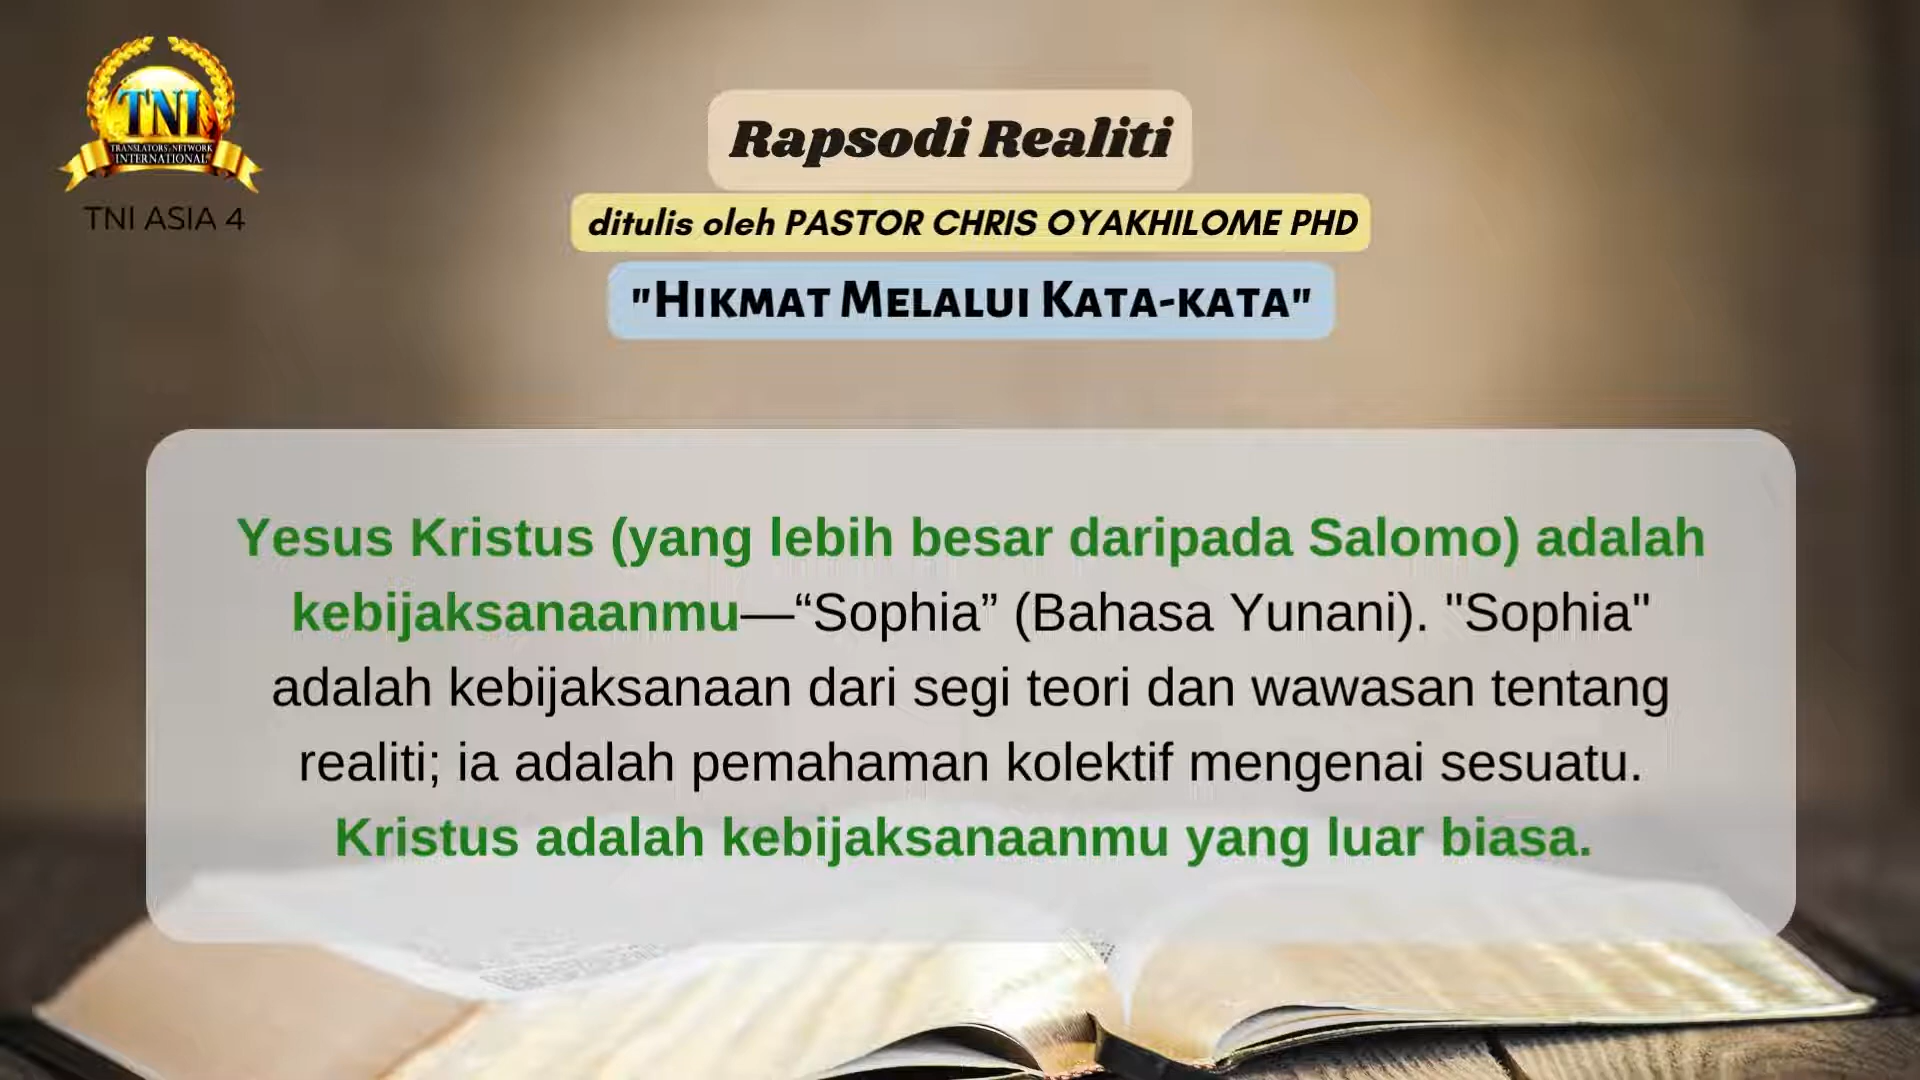 TNI
TRANSLATORS NETWORK
INTERNATIONAL
TNI ASIA 4
Rapsodi Realiti
ditulis oleh PASTOR CHRIS OYAKHILOME PHD
"Hikmat Melalui Kata-kata"
Yesus Kristus (yang lebih besar daripada Salomo) adalah
kebijaksanaanmu—“Sophia” (Bahasa Yunani). "Sophia"
adalah kebijaksanaan dari segi teori dan wawasan tentang
realiti; ia adalah pemahaman kolektif mengenai sesuatu.
Kristus adalah kebijaksanaanmu yang luar biasa.